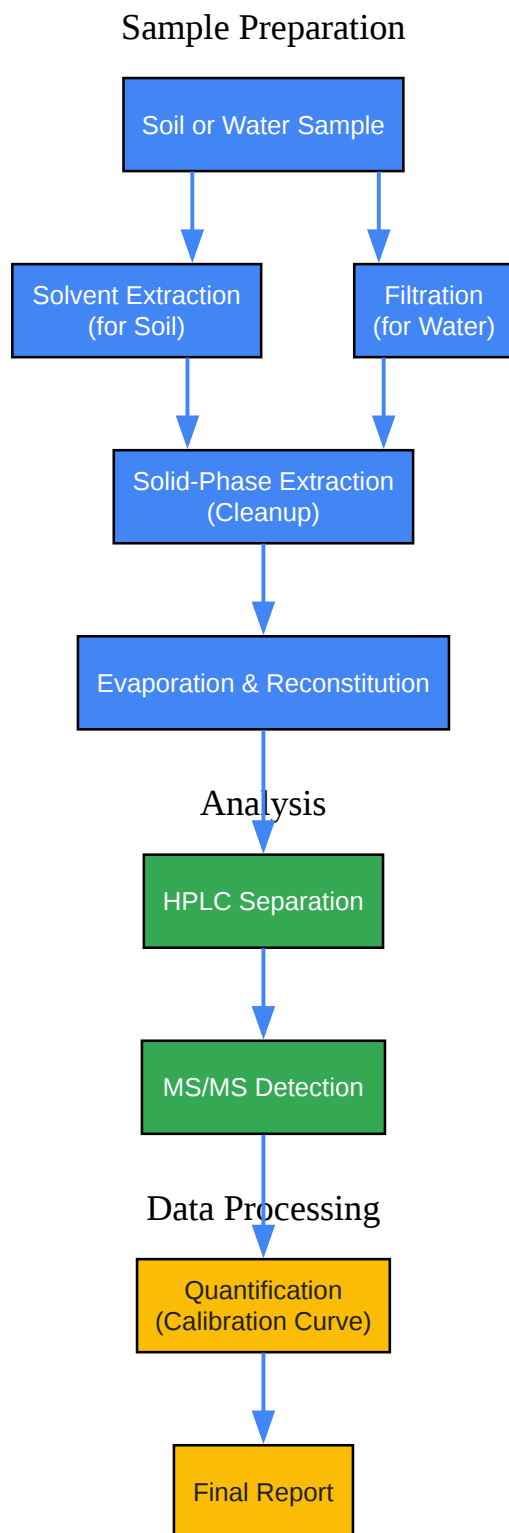 Sample Preparation
Soil or Water Sample
Solvent Extraction
(for Soil)
Filtration
(for Water)
Solid-Phase Extraction
(Cleanup)
Evaporation & Reconstitution
Analysis
HPLC Separation
MS/MS Detection
Data Processing
Quantification
(Calibration Curve)
Final Report